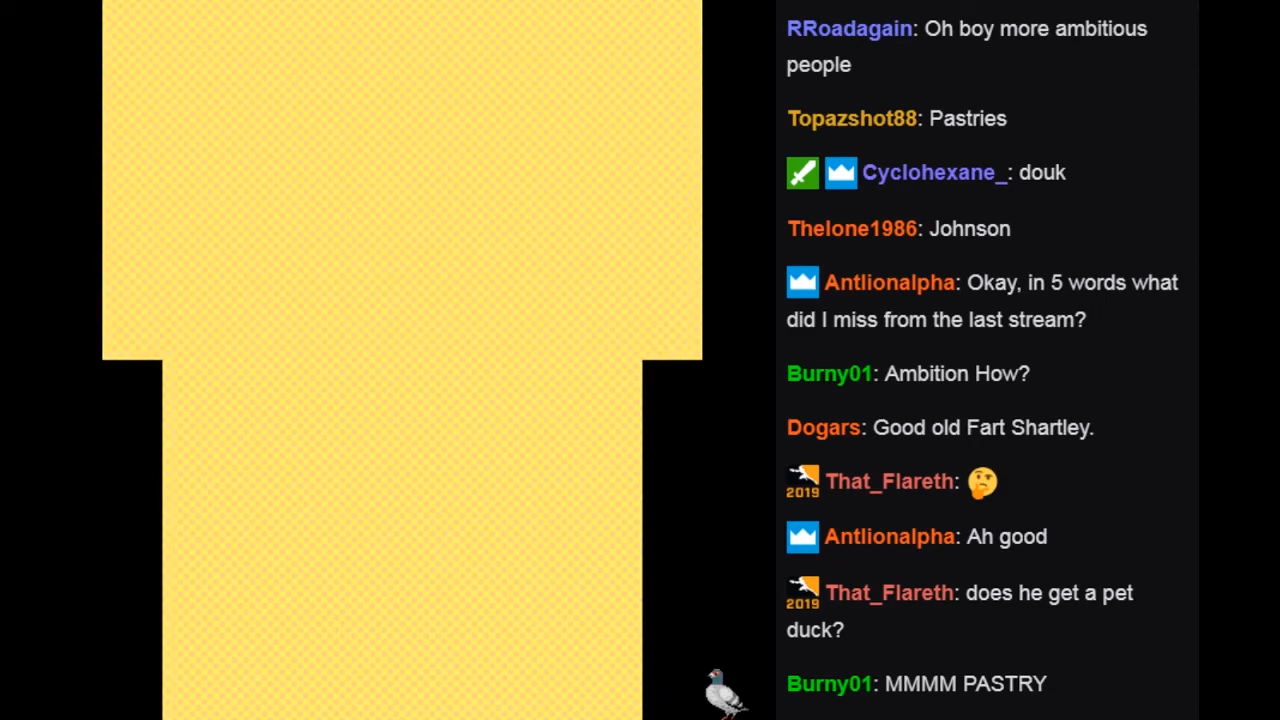 RRoadagain: Oh boy more ambitious
people
Topazshot88: Pastries
Cyclohexane_: douk
Thelone1986: Johnson
Antlionalpha: Okay, in 5 words what
did I miss from the last stream?
Burny01: Ambition How?
Dogars: Good old Fart Shartley.
2019 That_Flareth: 🤔
Antlionalpha: Ah good
2019 That_Flareth: does he get a pet
duck?
Burny01: MMMM PASTRY